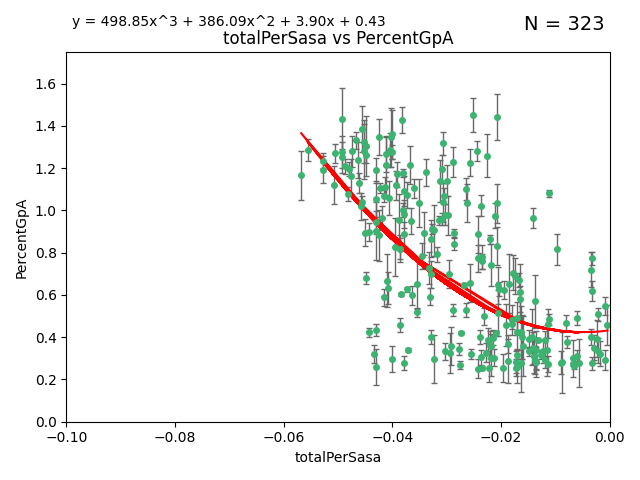 y = 498.85x^3 + 386.09x^2 + 3.90x + 0.43
N = 323
totalPerSasa vs PercentGpA
PercentGpA
1.6
1.4
1.2
1.0
0.8
0.6
0.4
0.2
0.0
−0.10 −0.08 −0.06 −0.04 −0.02 0.00
totalPerSasa